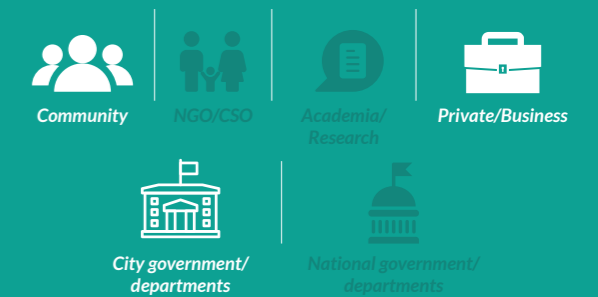 Community
NGO/CSO
Academia/
Research
Private/Business
City government/
departments
National government/
departments